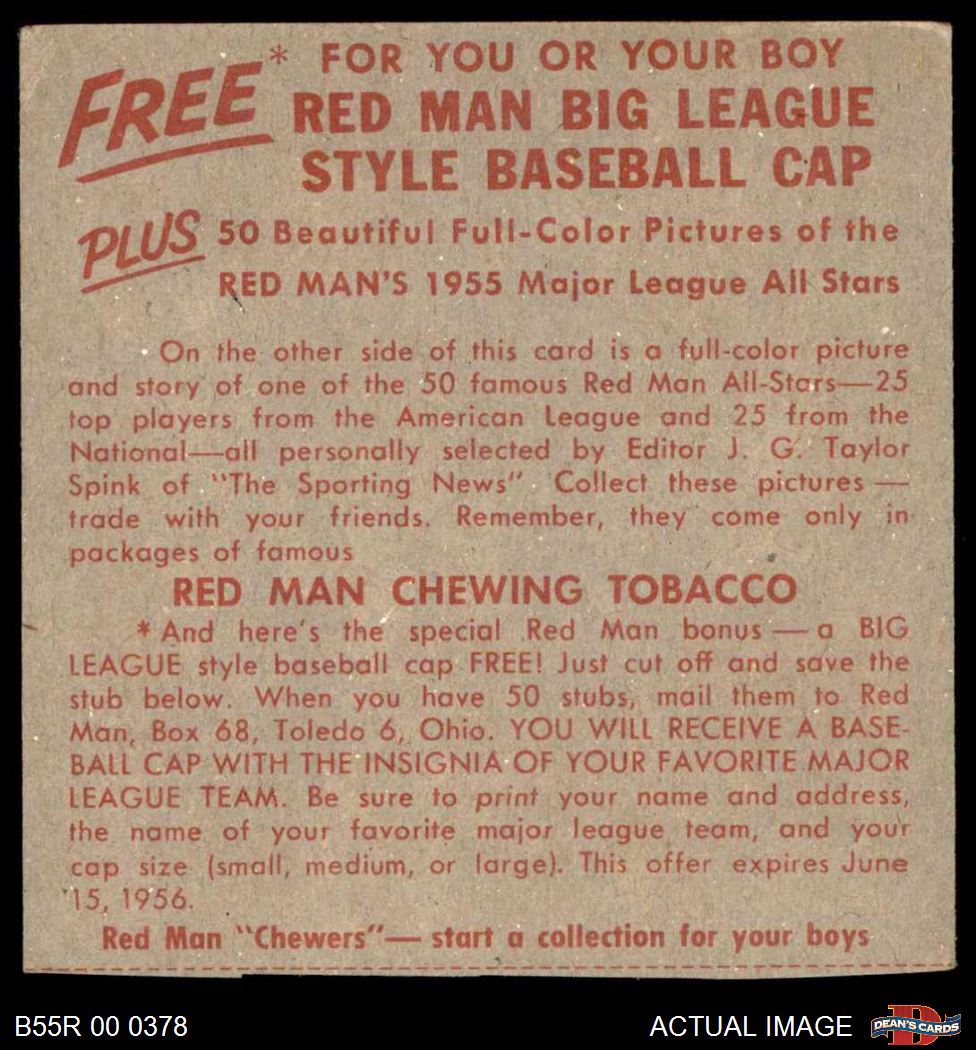 FREE* FOR YOU OR YOUR BOY
RED MAN BIG LEAGUE
STYLE BASEBALL CAP
PLUS 50 Beautiful Full-Color Pictures of the
RED MAN'S 1955 Major League All Stars
On the other side of this card is a full-color picture
and story of one of the 50 famous Red Man All-Stars—25
top players from the American League and 25 from the
National—all personally selected by Editor J. G. Taylor
Spink of "The Sporting News". Collect these pictures —
trade with your friends. Remember, they come only in
packages of famous
RED MAN CHEWING TOBACCO
* And here's the special Red Man bonus — a BIG
LEAGUE style baseball cap FREE! Just cut off and save the
stub below. When you have 50 stubs, mail them to Red
Man, Box 68, Toledo 6, Ohio. YOU WILL RECEIVE A BASE-
BALL CAP WITH THE INSIGNIA OF YOUR FAVORITE MAJOR
LEAGUE TEAM. Be sure to print your name and address,
the name of your favorite major league team, and your
cap size (small, medium, or large). This offer expires June
15, 1956.
Red Man "Chewers"— start a collection for your boys
B55R 00 0378
ACTUAL IMAGE
D
DEAN'S CARDS